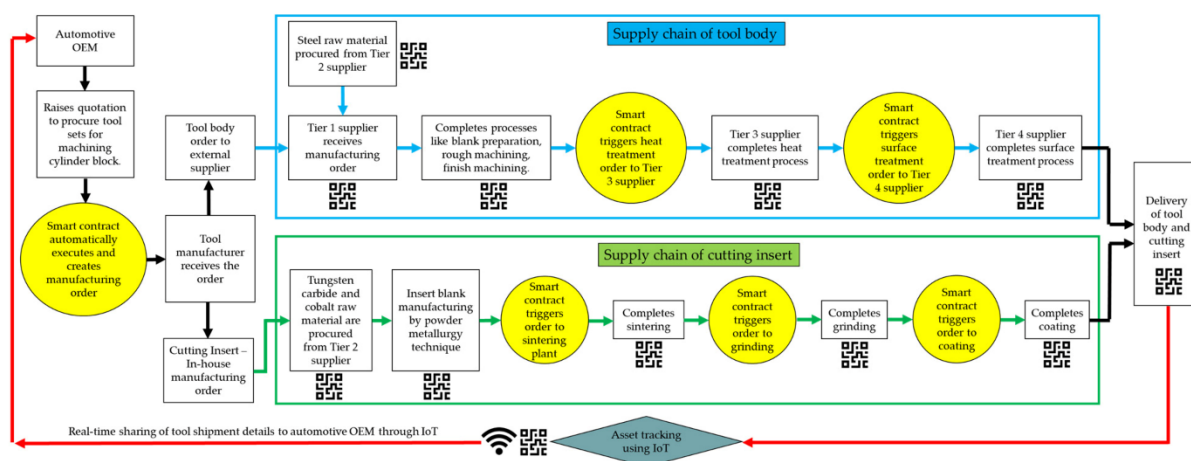 Automotive
OEM
Raises quotation
to procure tool
sets for
machining
cylinder block.
Smart contract
automatically
executes and
creates
manufacturing
order
Tool body
order to
external
supplier
Tool
manufacturer
receives the
order
Cutting Insert –
In-house
manufacturing
order
Supply chain of tool body
Steel raw material
procured from Tier
2 supplier
Tier 1 supplier
receives
manufacturing
order
Completes processes
like blank preparation,
rough machining,
finish machining.
Smart
contract
triggers heat
treatment
order to Tier
3 supplier
Tier 3 supplier
completes heat
treatment process
Smart
contract
triggers
surface
treatment
order to Tier
4 supplier
Tier 4 supplier
completes surface
treatment process
Supply chain of cutting insert
Tungsten
carbide and
cobalt raw
material are
procured
from Tier 2
supplier
Insert blank
manufacturing
by powder
metallurgy
technique
Smart
contract
triggers
order to
sintering
plant
Completes
sintering
Smart
contract
triggers
order to
grinding
Completes
grinding
Smart
contract
triggers
order to
coating
Completes
coating
Delivery
of tool
body and
cutting
insert
Asset tracking
using IoT
Real-time sharing of tool shipment details to automotive OEM through IoT